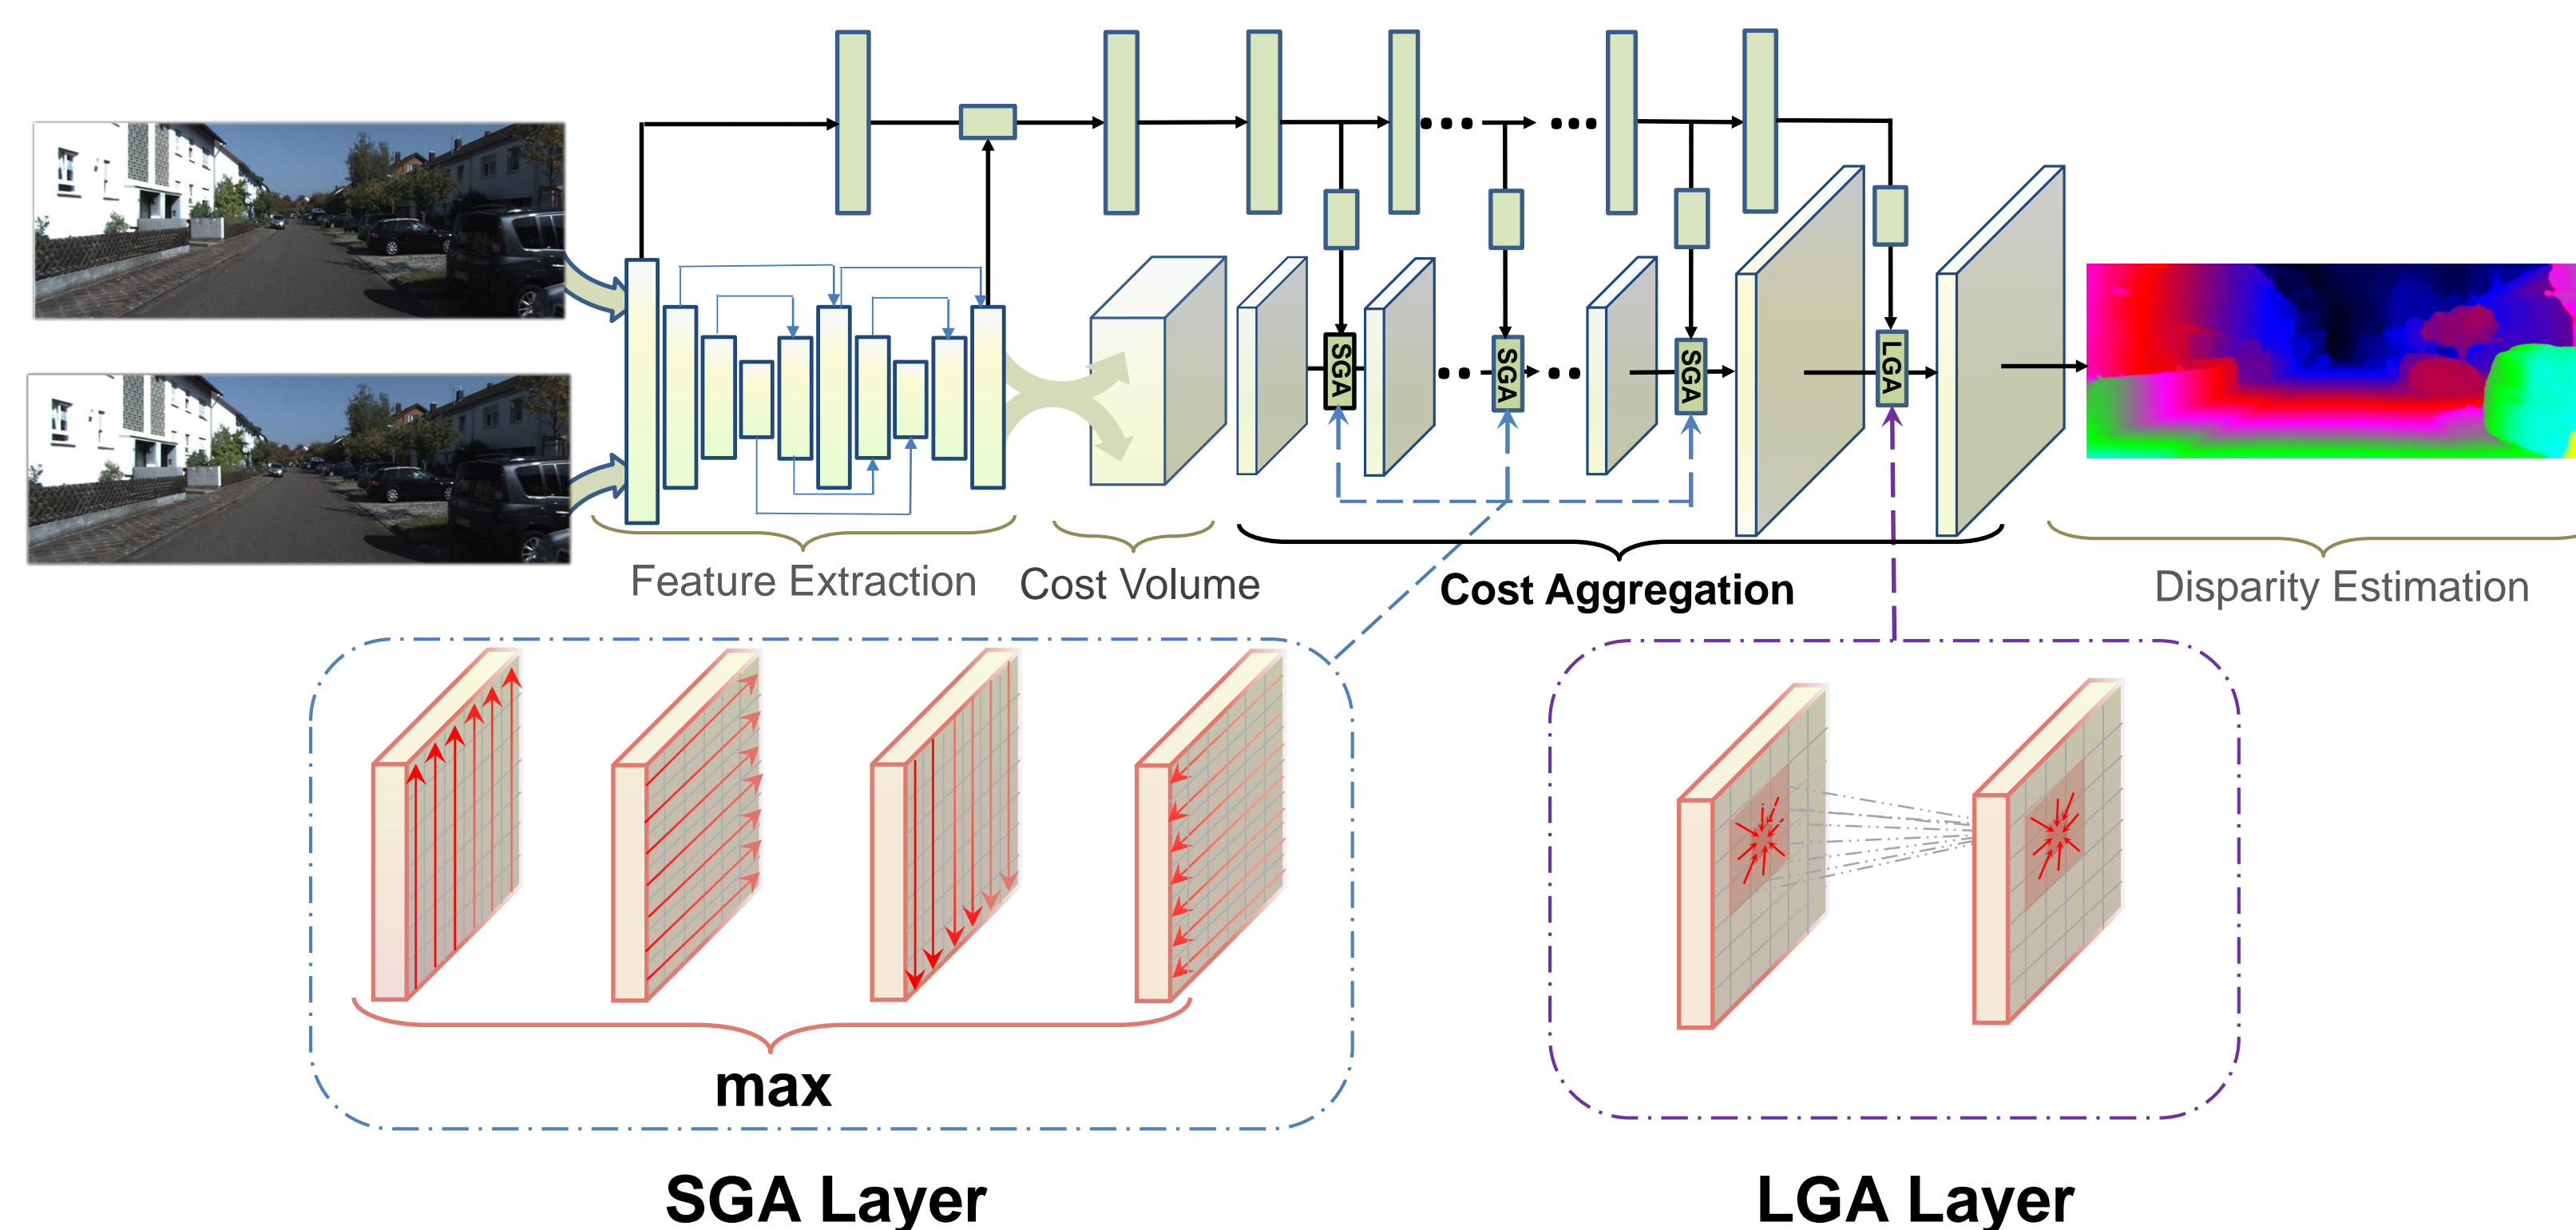 SGA
SGA
SGA
LGA
Feature Extraction
Cost Volume
Cost Aggregation
Disparity Estimation
max
SGA Layer
LGA Layer